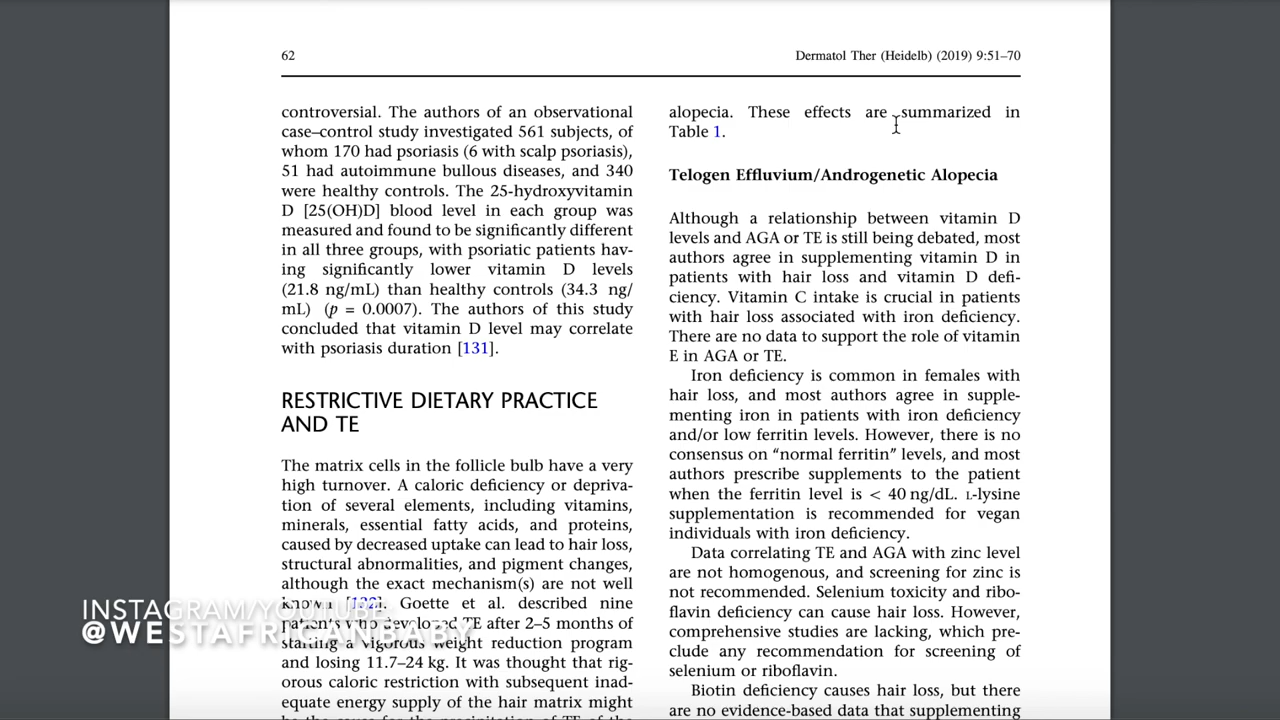 62
Dermatol Ther (Heidelb) (2019) 9:51–70
controversial. The authors of an observational
case–control study investigated 561 subjects, of
whom 170 had psoriasis (6 with scalp psoriasis),
51 had autoimmune bullous diseases, and 340
were healthy controls. The 25-hydroxyvitamin
D [25(OH)D] blood level in each group was
measured and found to be significantly different
in all three groups, with psoriatic patients hav-
ing significantly lower vitamin D levels
(21.8 ng/mL) than healthy controls (34.3 ng/
mL) (p = 0.0007). The authors of this study
concluded that vitamin D level may correlate
with psoriasis duration [131].
RESTRICTIVE DIETARY PRACTICE
AND TE
The matrix cells in the follicle bulb have a very
high turnover. A caloric deficiency or depriva-
tion of several elements, including vitamins,
minerals, essential fatty acids, and proteins,
caused by decreased uptake can lead to hair loss,
structural abnormalities, and pigment changes,
although the exact mechanism(s) are not well
known [132]. Goette et al. described nine
patients who developed TE after 2–5 months of
starting a vigorous weight reduction program
and losing 11.7–24 kg. It was thought that rig-
orous caloric restriction with subsequent inad-
equate energy supply of the hair matrix might
be the cause for the precipitation of TE of the
alopecia. These effects are summarized in
Table 1.
Telogen Effluvium/Androgenetic Alopecia
Although a relationship between vitamin D
levels and AGA or TE is still being debated, most
authors agree in supplementing vitamin D in
patients with hair loss and vitamin D defi-
ciency. Vitamin C intake is crucial in patients
with hair loss associated with iron deficiency.
There are no data to support the role of vitamin
E in AGA or TE.
Iron deficiency is common in females with
hair loss, and most authors agree in supple-
menting iron in patients with iron deficiency
and/or low ferritin levels. However, there is no
consensus on “normal ferritin” levels, and most
authors prescribe supplements to the patient
when the ferritin level is < 40 ng/dL. L-lysine
supplementation is recommended for vegan
individuals with iron deficiency.
Data correlating TE and AGA with zinc level
are not homogenous, and screening for zinc is
not recommended. Selenium toxicity and ribo-
flavin deficiency can cause hair loss. However,
comprehensive studies are lacking, which pre-
clude any recommendation for screening of
selenium or riboflavin.
Biotin deficiency causes hair loss, but there
are no evidence-based data that supplementing
INSTAGRAM/YOUTUBE:
@WESTAFRICANBABY